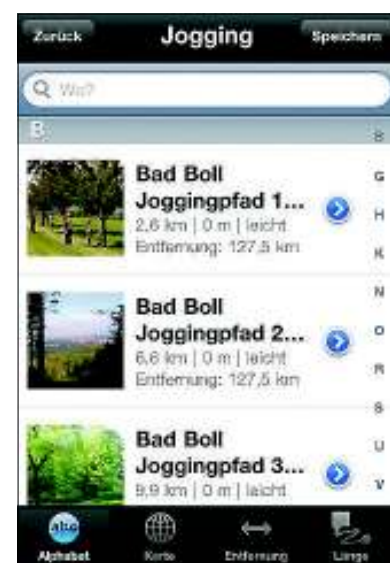 Zurück Jogging Speichern
Wo?
B
Bad Boll
Joggingpfad 1...
2,6 km | 0 m | leicht
Entfernung: 127,5 km
Bad Boll
Joggingpfad 2...
6,6 km | 0 m | leicht
Entfernung: 127,5 km
Bad Boll
Joggingpfad 3...
9,9 km | 0 m | leicht
B
G
H
K
N
O
R
S
U
V
Alphabet Karte Entfernung Länge